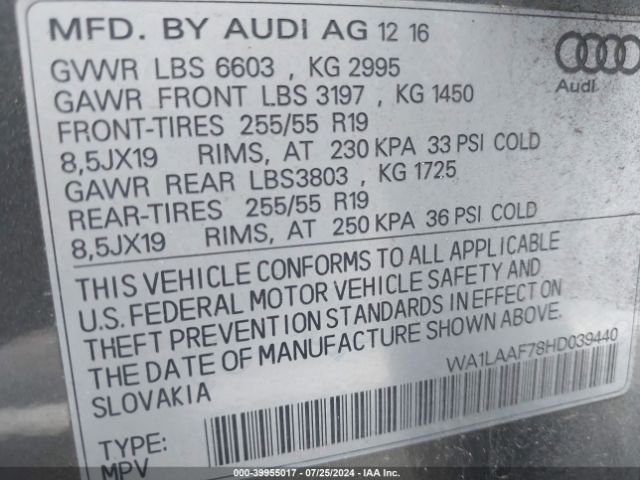 MFD. BY AUDI AG 12 16
GVWR LBS 6603 , KG 2995
GAWR FRONT LBS 3197 , KG 1450
FRONT-TIRES 255/55 R19
8,5JX19 RIMS, AT 230 KPA 33 PSI COLD
GAWR REAR LBS3803 , KG 1725
REAR-TIRES 255/55 R19
8,5JX19 RIMS, AT 250 KPA 36 PSI COLD
THIS VEHICLE CONFORMS TO ALL APPLICABLE
U.S. FEDERAL MOTOR VEHICLE SAFETY AND
THEFT PREVENTION STANDARDS IN EFFECT ON
THE DATE OF MANUFACTURE SHOWN ABOVE.
SLOVAKIA
WA1LAAF78HD039440
TYPE:
MPV
Audi
000-39955017 - 07/25/2024 - IAA Inc.